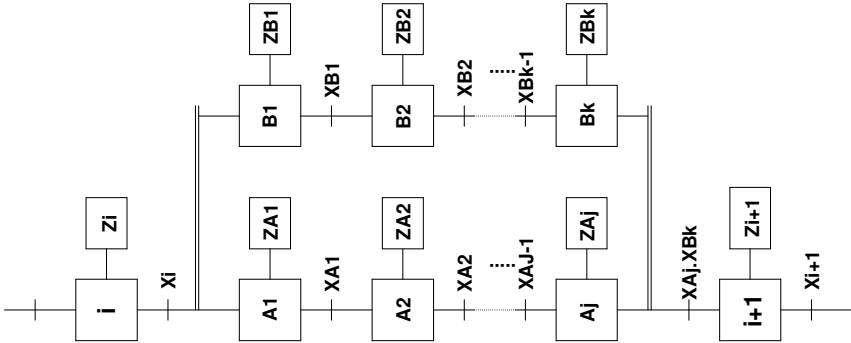 i
Zi
Xi
A1
ZA1
B1
ZB1
XA1
XB1
A2
ZA2
B2
ZB2
XA2
XB2
......
......
XAJ-1
XBk-1
Aj
ZAj
Bk
ZBk
XAj.XBk
i+1
Zi+1
Xi+1